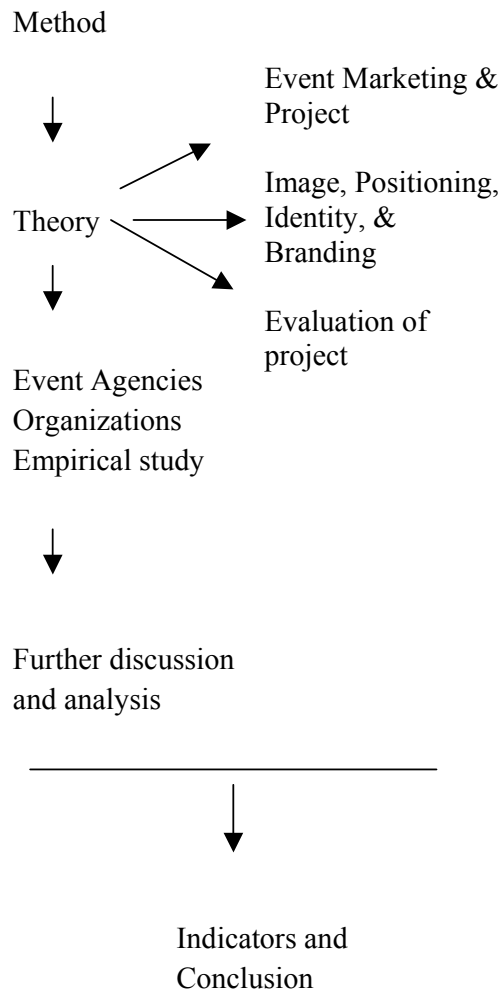 Method
Event Marketing &
Project
Theory
Image, Positioning,
Identity, &
Branding
Evaluation of
project
Event Agencies
Organizations
Empirical study
Further discussion
and analysis
Indicators and
Conclusion